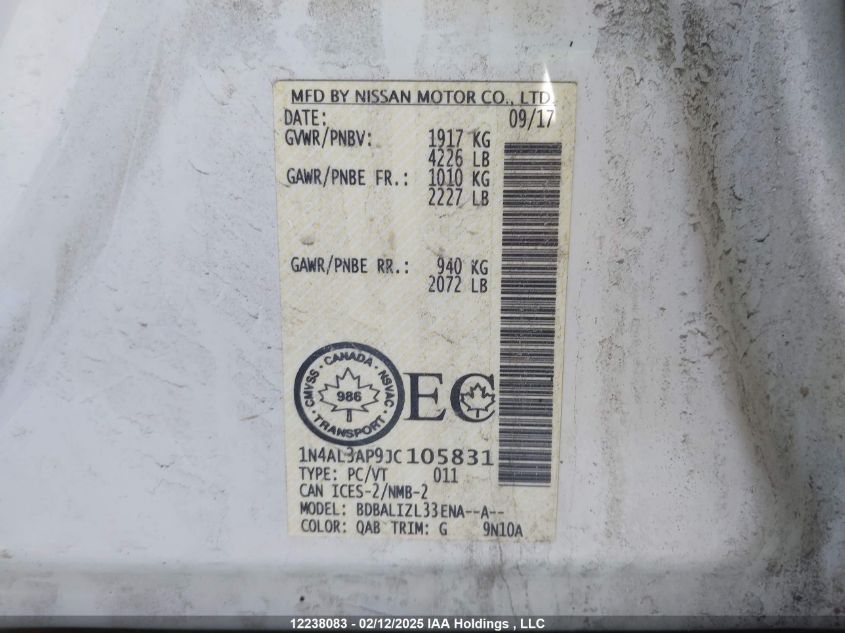 MFD BY NISSAN MOTOR CO., LTD.
DATE: 09/17
GVWR/PNBV: 1917 KG
4226 LB
GAWR/PNBE FR.: 1010 KG
2227 LB
GAWR/PNBE RR.: 940 KG
2072 LB
CMVSS · CANADA · NSVAC · TRANSPORT ·
986
EC
1N4AL3AP9JC105831
TYPE: PC/VT 011
CAN ICES-2/NMB-2
MODEL: BDBALIZL33ENA--A--
COLOR: QAB TRIM: G 9N10A
12238083 - 02/12/2025 IAA Holdings , LLC